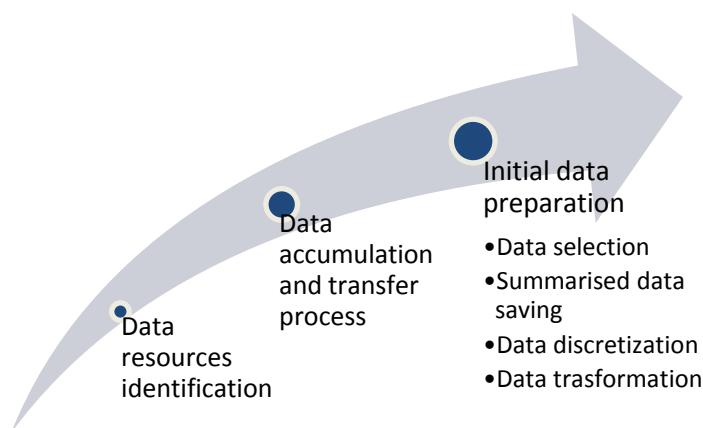 Data
resources
identification
Data
accumulation
and transfer
process
Initial data
preparation
•Data selection
•Summarised data
saving
•Data discretization
•Data trasformation